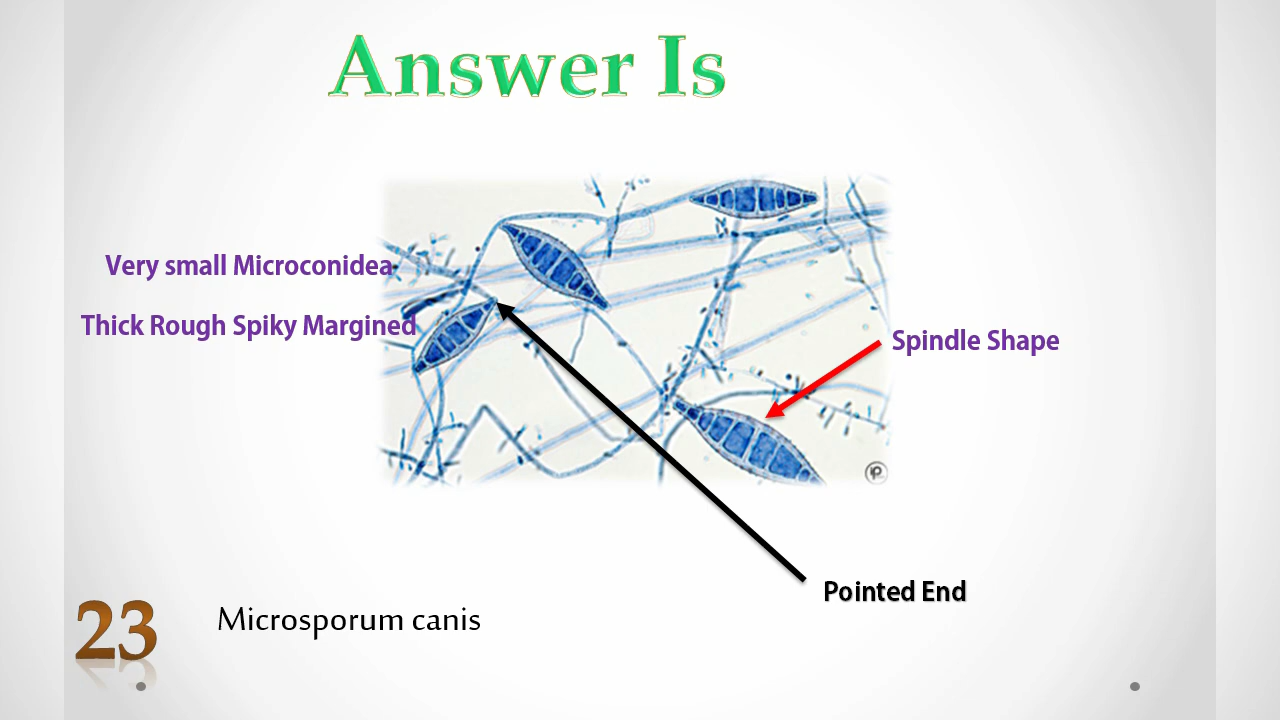 Answer Is
Very small Microconidea
Thick Rough Spiky Margined
Spindle Shape
Pointed End
23
Microsporum canis